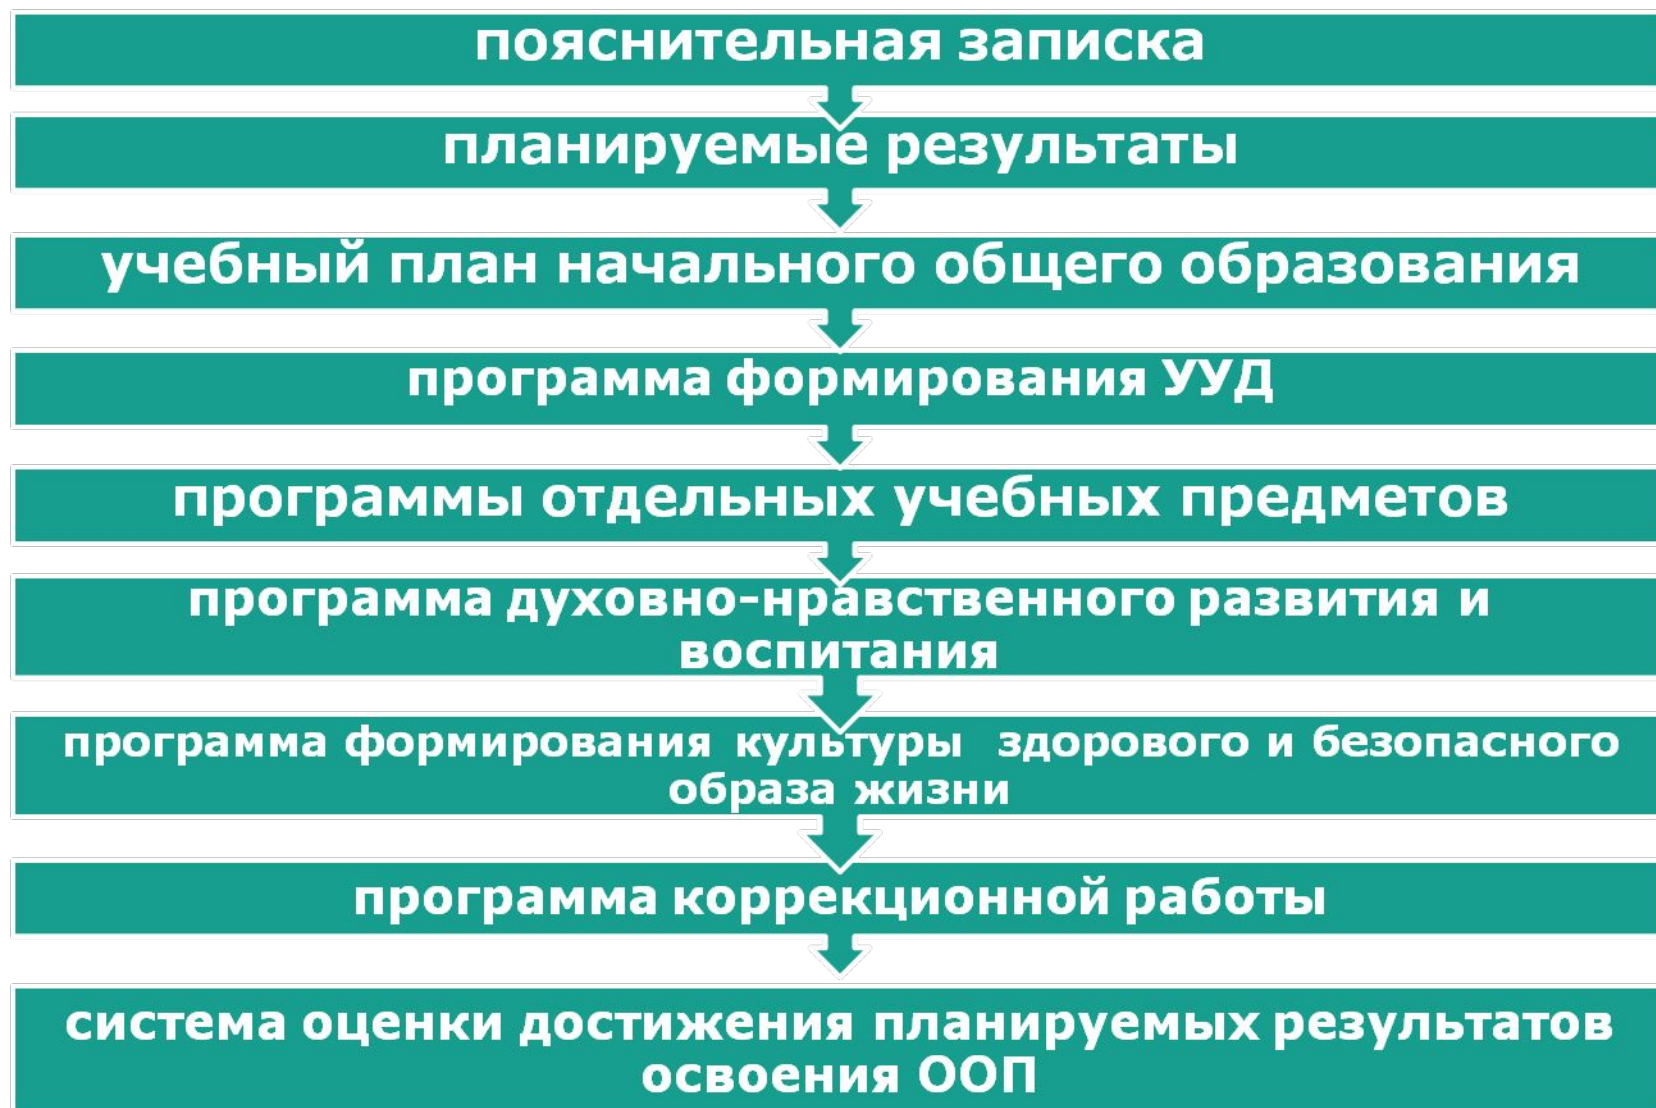 пояснительная записка
планируемые результаты
учебный план начального общего образования
программа формирования УУД
программы отдельных учебных предметов
программа духовно-нравственного развития и
воспитания
программа формирования культуры здорового и безопасного
образа жизни
программа коррекционной работы
система оценки достижения планируемых результатов
освоения ООП